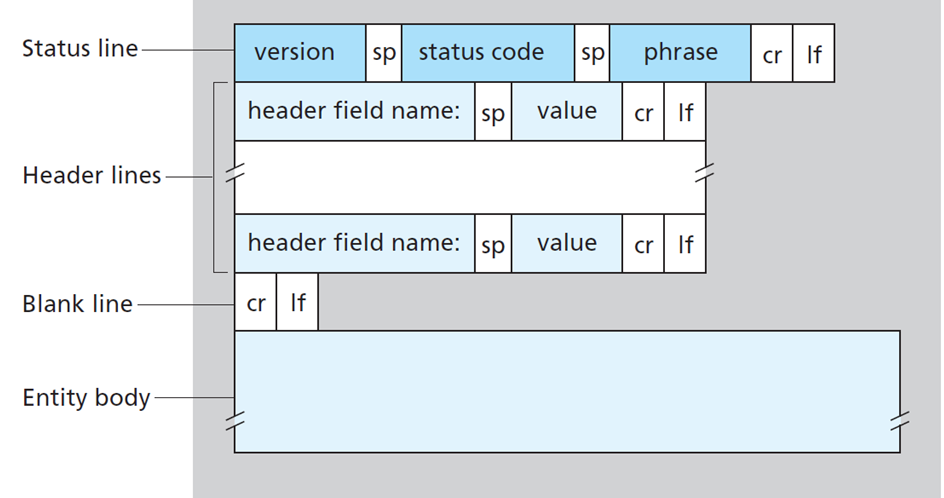 Status line version sp status code sp phrase cr lf
header field name: sp value cr lf
Header lines
header field name: sp value cr lf
Blank line cr lf
Entity body